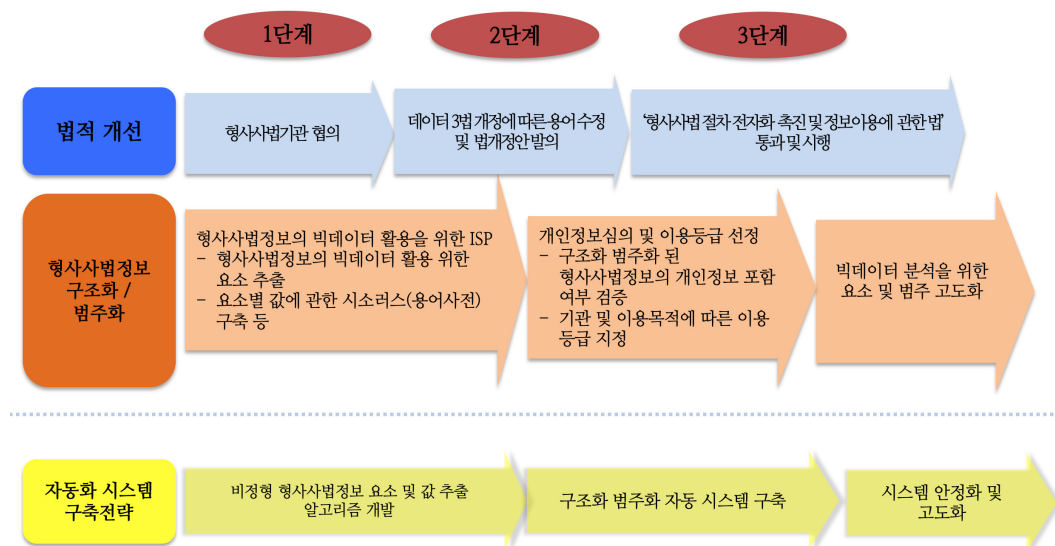 1단계
2단계
3단계
법적 개선
형사사법기관 협의
데이터 3법 개정에 따른 용어 수정
및 법개정안 발의
'형사사법 절차 전자화 촉진 및 정보이용에 관한 법'
통과 및 시행
형사사법정보
구조화 /
범주화
형사사법정보의 빅데이터 활용을 위한 ISP
- 형사사법정보의 빅데이터 활용 위한
요소 추출
- 요소별 값에 관한 시소러스(용어사전)
구축 등
개인정보심의 및 이용등급 선정
- 구조화 범주화 된
형사사법정보의 개인정보 포함
여부 검증
- 기관 및 이용목적에 따른 이용
등급 지정
빅데이터 분석을 위한
요소 및 범주 고도화
자동화 시스템
구축전략
비정형 형사사법정보 요소 및 값 추출
알고리즘 개발
구조화 범주화 자동 시스템 구축
시스템 안정화 및
고도화